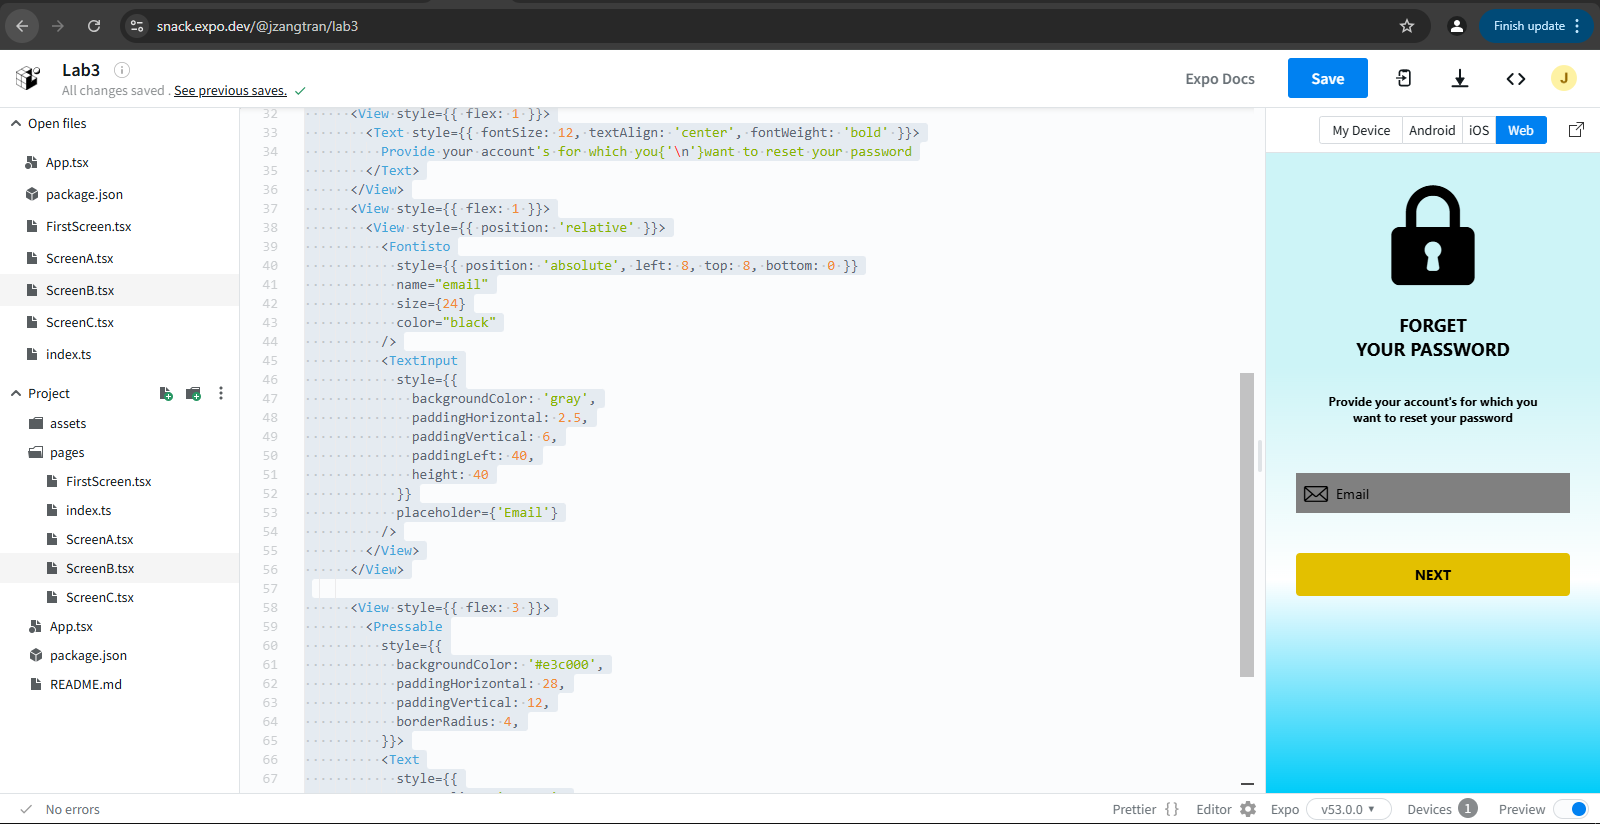 snack.expo.dev/@jzangtran/lab3
Finish update
Lab3
All changes saved . See previous saves.
Expo Docs
Save
J
Open files
App.tsx
package.json
FirstScreen.tsx
ScreenA.tsx
ScreenB.tsx
ScreenC.tsx
index.ts
Project
assets
pages
FirstScreen.tsx
index.ts
ScreenA.tsx
ScreenB.tsx
ScreenC.tsx
App.tsx
package.json
README.md
32 <View style={{ flex: 1 }}>
33 <Text style={{ fontSize: 12, textAlign: 'center', fontWeight: 'bold' }}>
34 Provide your account's for which you{'\n'}want to reset your password
35 </Text>
36 </View>
37 <View style={{ flex: 1 }}>
38 <View style={{ position: 'relative' }}>
39 <Fontisto
40 style={{ position: 'absolute', left: 8, top: 8, bottom: 0 }}
41 name="email"
42 size={24}
43 color="black"
44 />
45 <TextInput
46 style={{
47 backgroundColor: 'gray',
48 paddingHorizontal: 2.5,
49 paddingVertical: 6,
50 paddingLeft: 40,
51 height: 40
52 }}
53 placeholder={'Email'}
54 />
55 </View>
56 </View>
57
58 <View style={{ flex: 3 }}>
59 <Pressable
60 style={{
61 backgroundColor: '#e3c000',
62 paddingHorizontal: 28,
63 paddingVertical: 12,
64 borderRadius: 4,
65 }}>
66 <Text
67 style={{
My Device
Android
iOS
Web
FORGET
YOUR PASSWORD
Provide your account's for which you
want to reset your password
Email
NEXT
No errors
Prettier {}
Editor
Expo
v53.0.0
Devices 1
Preview